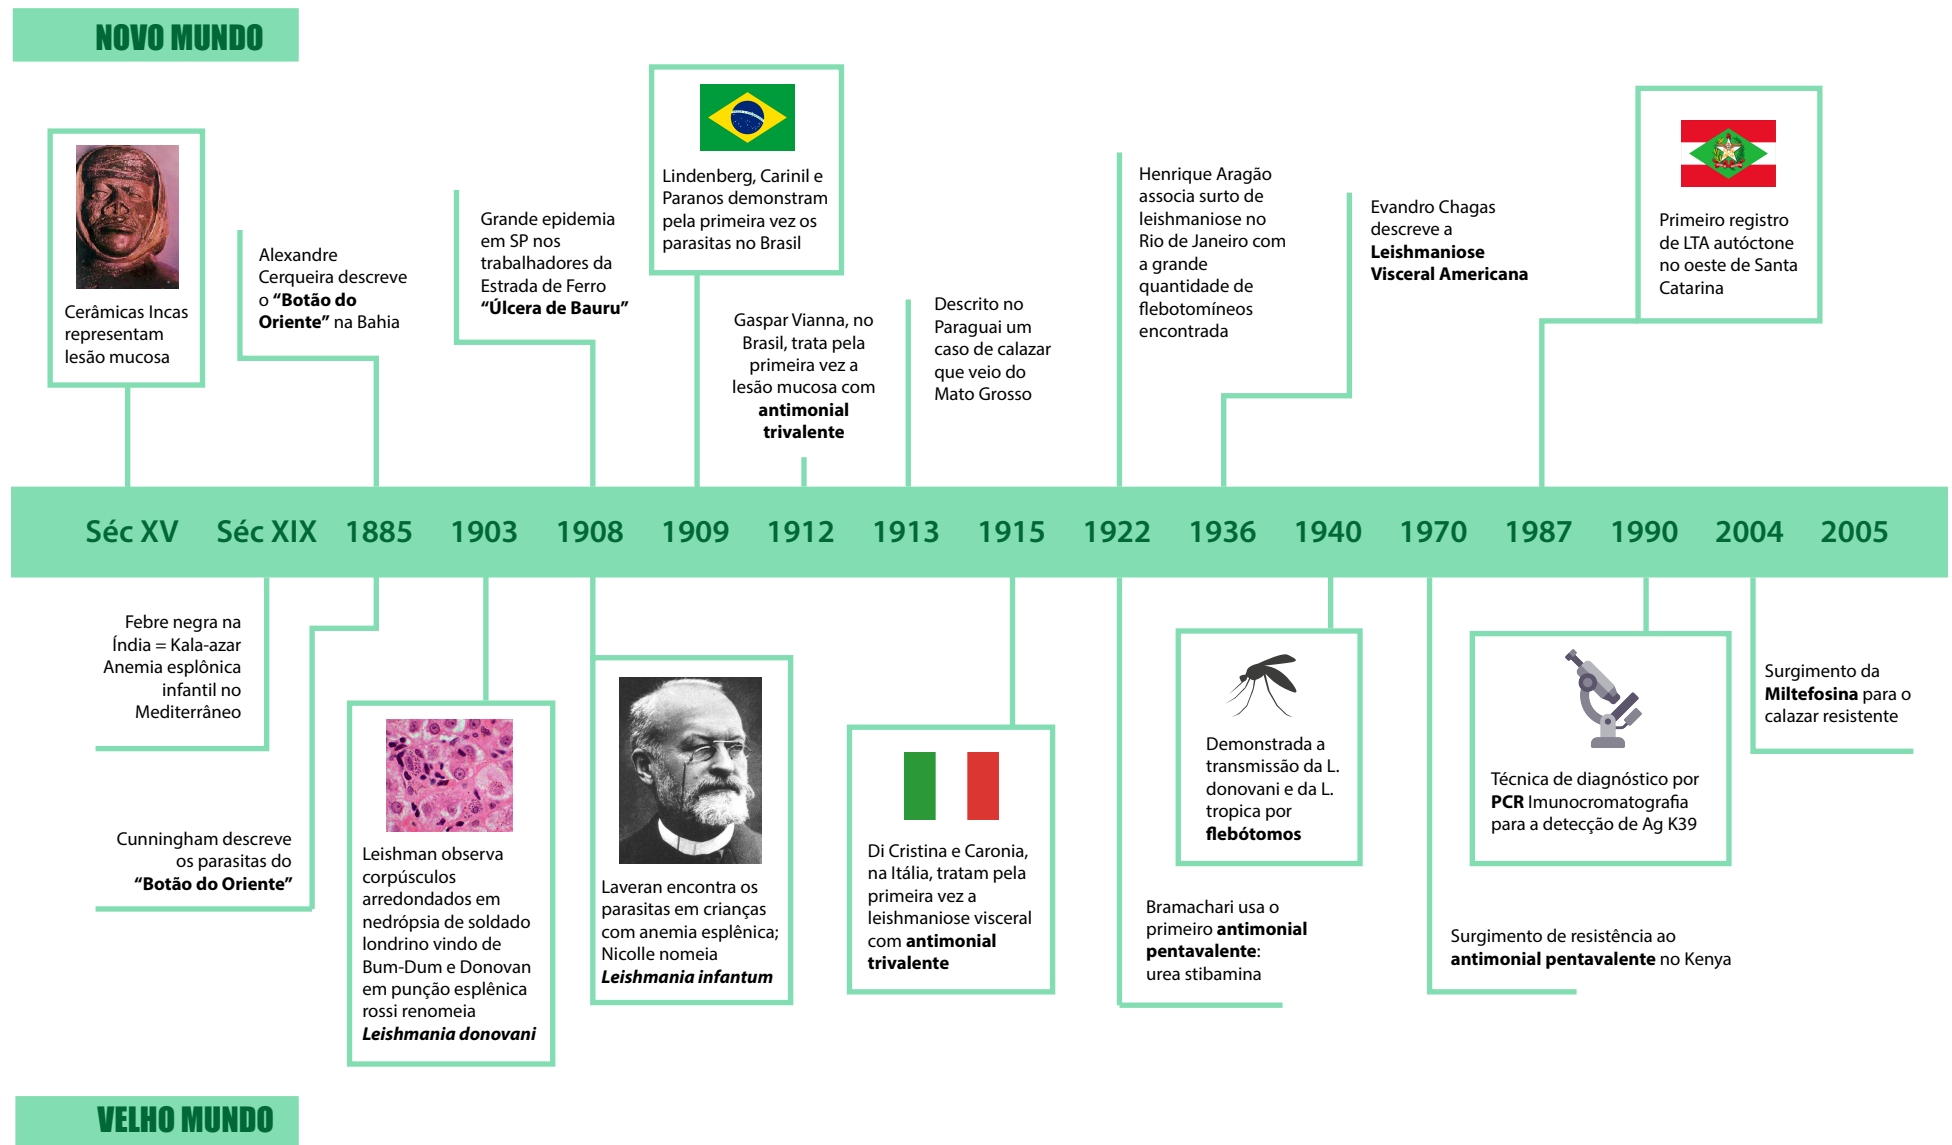 NOVO MUNDO
Cerâmicas Incas
representam
lesão mucosa
Alexandre
Cerqueira descreve
o “Botão do
Oriente” na Bahia
Grande epidemia
em SP nos
trabalhadores da
Estrada de Ferro
“Úlcera de Bauru”
Lindenberg, Carinil e
Paranos demonstram
pela primeira vez os
parasitas no Brasil
Gaspar Vianna, no
Brasil, trata pela
primeira vez a
lesão mucosa com
antimonial
trivalente
Descrito no
Paraguai um
caso de calazar
que veio do
Mato Grosso
Henrique Aragão
associa surto de
leishmaniose no
Rio de Janeiro com
a grande
quantidade de
flebotomíneos
encontrada
Evandro Chagas
descreve a
Leishmaniose
Visceral Americana
Primeiro registro
de LTA autóctone
no oeste de Santa
Catarina
Séc XV Séc XIX 1885 1903 1908 1909 1912 1913 1915 1922 1936 1940 1970 1987 1990 2004 2005
Febre negra na
Índia = Kala-azar
Anemia esplônica
infantil no
Mediterrâneo
Cunningham descreve
os parasitas do
“Botão do Oriente”
Leishman observa
corpúsculos
arredondados em
nedrópsia de soldado
londrino vindo de
Bum-Dum e Donovan
em punção esplênica
rossi renomeia
Leishmania donovani
Laveran encontra os
parasitas em crianças
com anemia esplênica;
Nicolle nomeia
Leishmania infantum
Di Cristina e Caronia,
na Itália, tratam pela
primeira vez a
leishmaniose visceral
com antimonial
trivalente
Demonstrada a
transmissão da L.
donovani e da L.
tropica por
flebótomos
Bramachari usa o
primeiro antimonial
pentavalente:
urea stibamina
Técnica de diagnóstico por
PCR Imunocromatografia
para a detecção de Ag K39
Surgimento de resistência ao
antimonial pentavalente no Kenya
Surgimento da
Miltefosina para o
calazar resistente
VELHO MUNDO